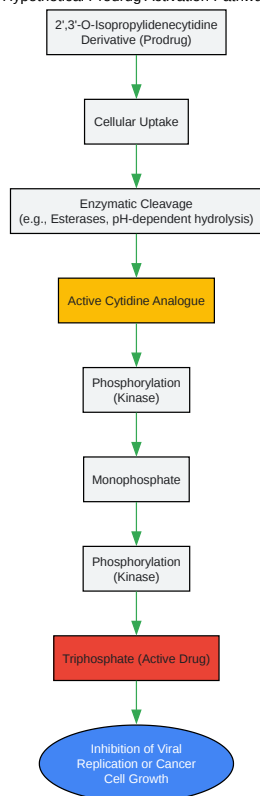 Hypothetical Prodrug Activation
2',3'-O-Isopropylidenecytidine
Derivative (Prodrug)
Cellular Uptake
Enzymatic Cleavage
(e.g., Esterases, pH-dependent hydrolysis)
Active Cytidine Analogue
Phosphorylation
(Kinase)
Monophosphate
Phosphorylation
(Kinase)
Triphosphate (Active Drug)
Inhibition of Viral
Replication or Cancer
Cell Growth